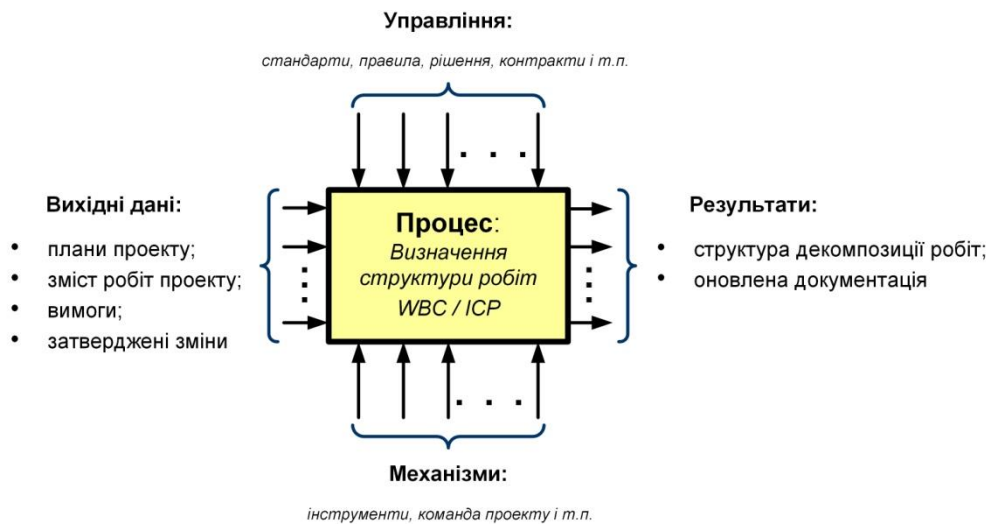 Управління:
стандарти, правила, рішення, контракти і т.п.
Вихідні дані:
• плани проекту;
• зміст робіт проекту;
• вимоги;
• затверджені зміни
Процес:
Визначення
структури робіт
WBC / ICP
Результати:
• структура декомпозиції робіт;
• оновлена документація
Механізми:
інструменти, команда проекту і т.п.